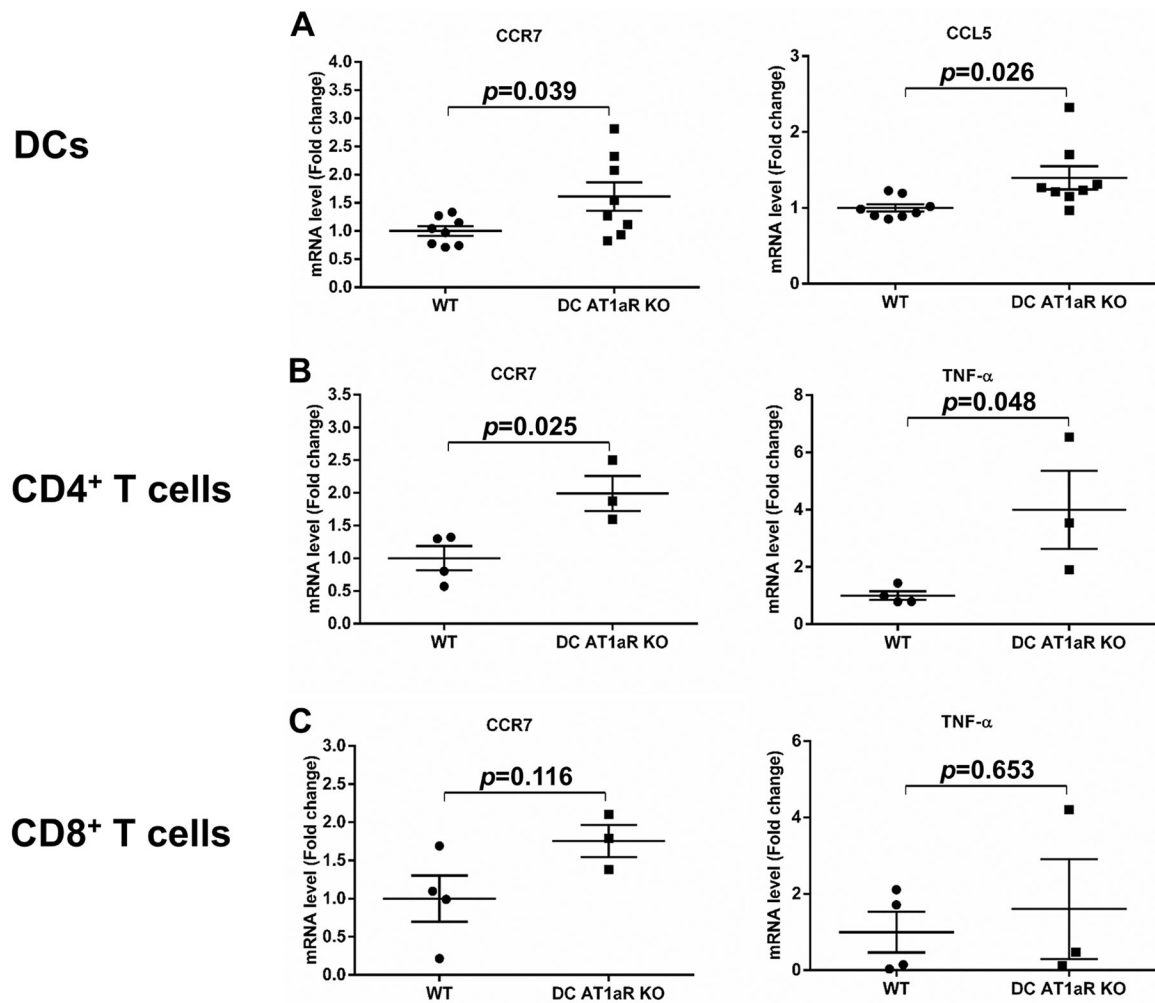 A
DCs
CCR7
mRNA level (Fold change)
4.0
3.5
3.0
2.5
2.0
1.5
1.0
0.5
0.0
p=0.039
WT DC AT1aR KO
CCL5
mRNA level (Fold change)
3
2
1
0
p=0.026
WT DC AT1aR KO
B
CD4+ T cells
CCR7
mRNA level (Fold change)
3.5
3.0
2.5
2.0
1.5
1.0
0.5
0.0
p=0.025
WT DC AT1aR KO
TNF-α
mRNA level (Fold change)
8
6
4
2
0
p=0.048
WT DC AT1aR KO
C
CD8+ T cells
CCR7
mRNA level (Fold change)
3.0
2.5
2.0
1.5
1.0
0.5
0.0
p=0.116
WT DC AT1aR KO
TNF-α
mRNA level (Fold change)
6
4
2
0
p=0.653
WT DC AT1aR KO